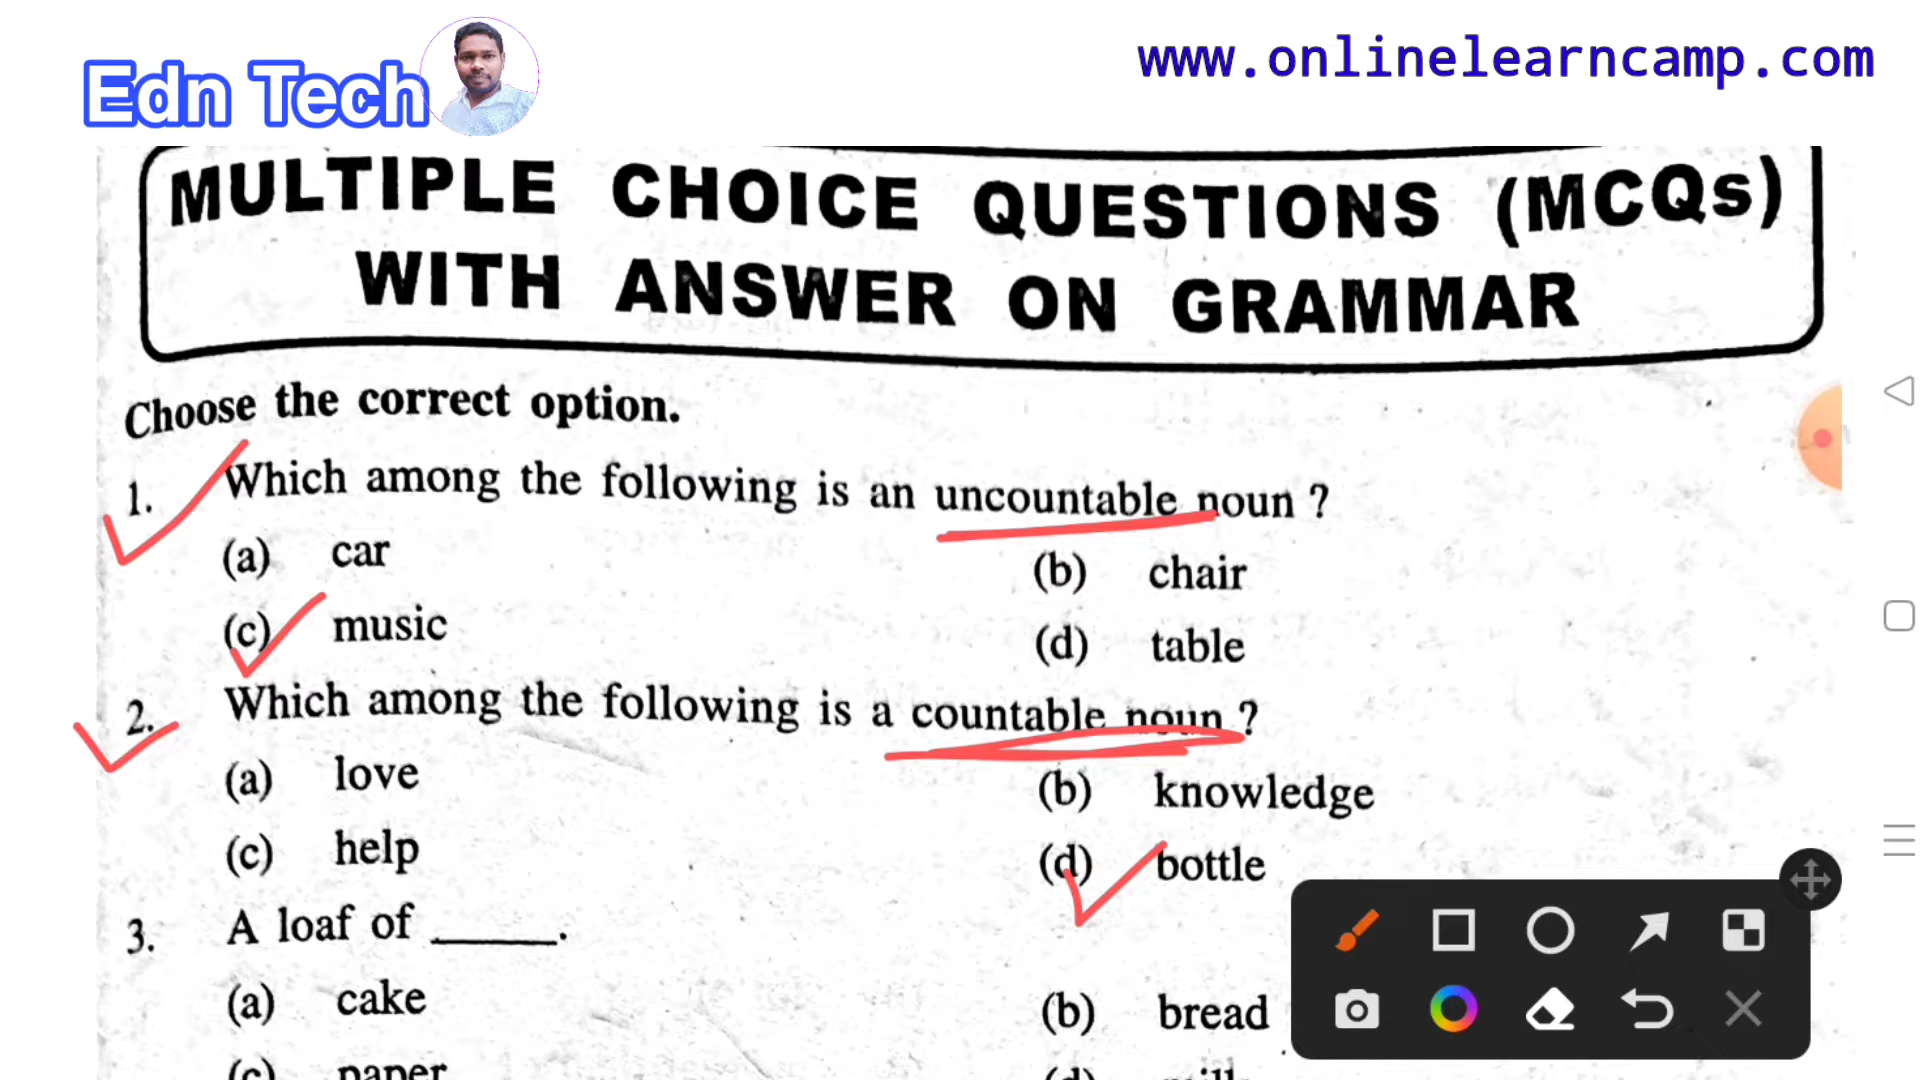 Edn Tech
www.onlinelearncamp.com
MULTIPLE CHOICE QUESTIONS (MCQs)
WITH ANSWER ON GRAMMAR
Choose the correct option.
1. Which among the following is an uncountable noun ?
(a) car (b) chair
(c) music (d) table
2. Which among the following is a countable noun ?
(a) love (b) knowledge
(c) help (d) bottle
3. A loaf of ______.
(a) cake (b) bread
(c) paper (d)